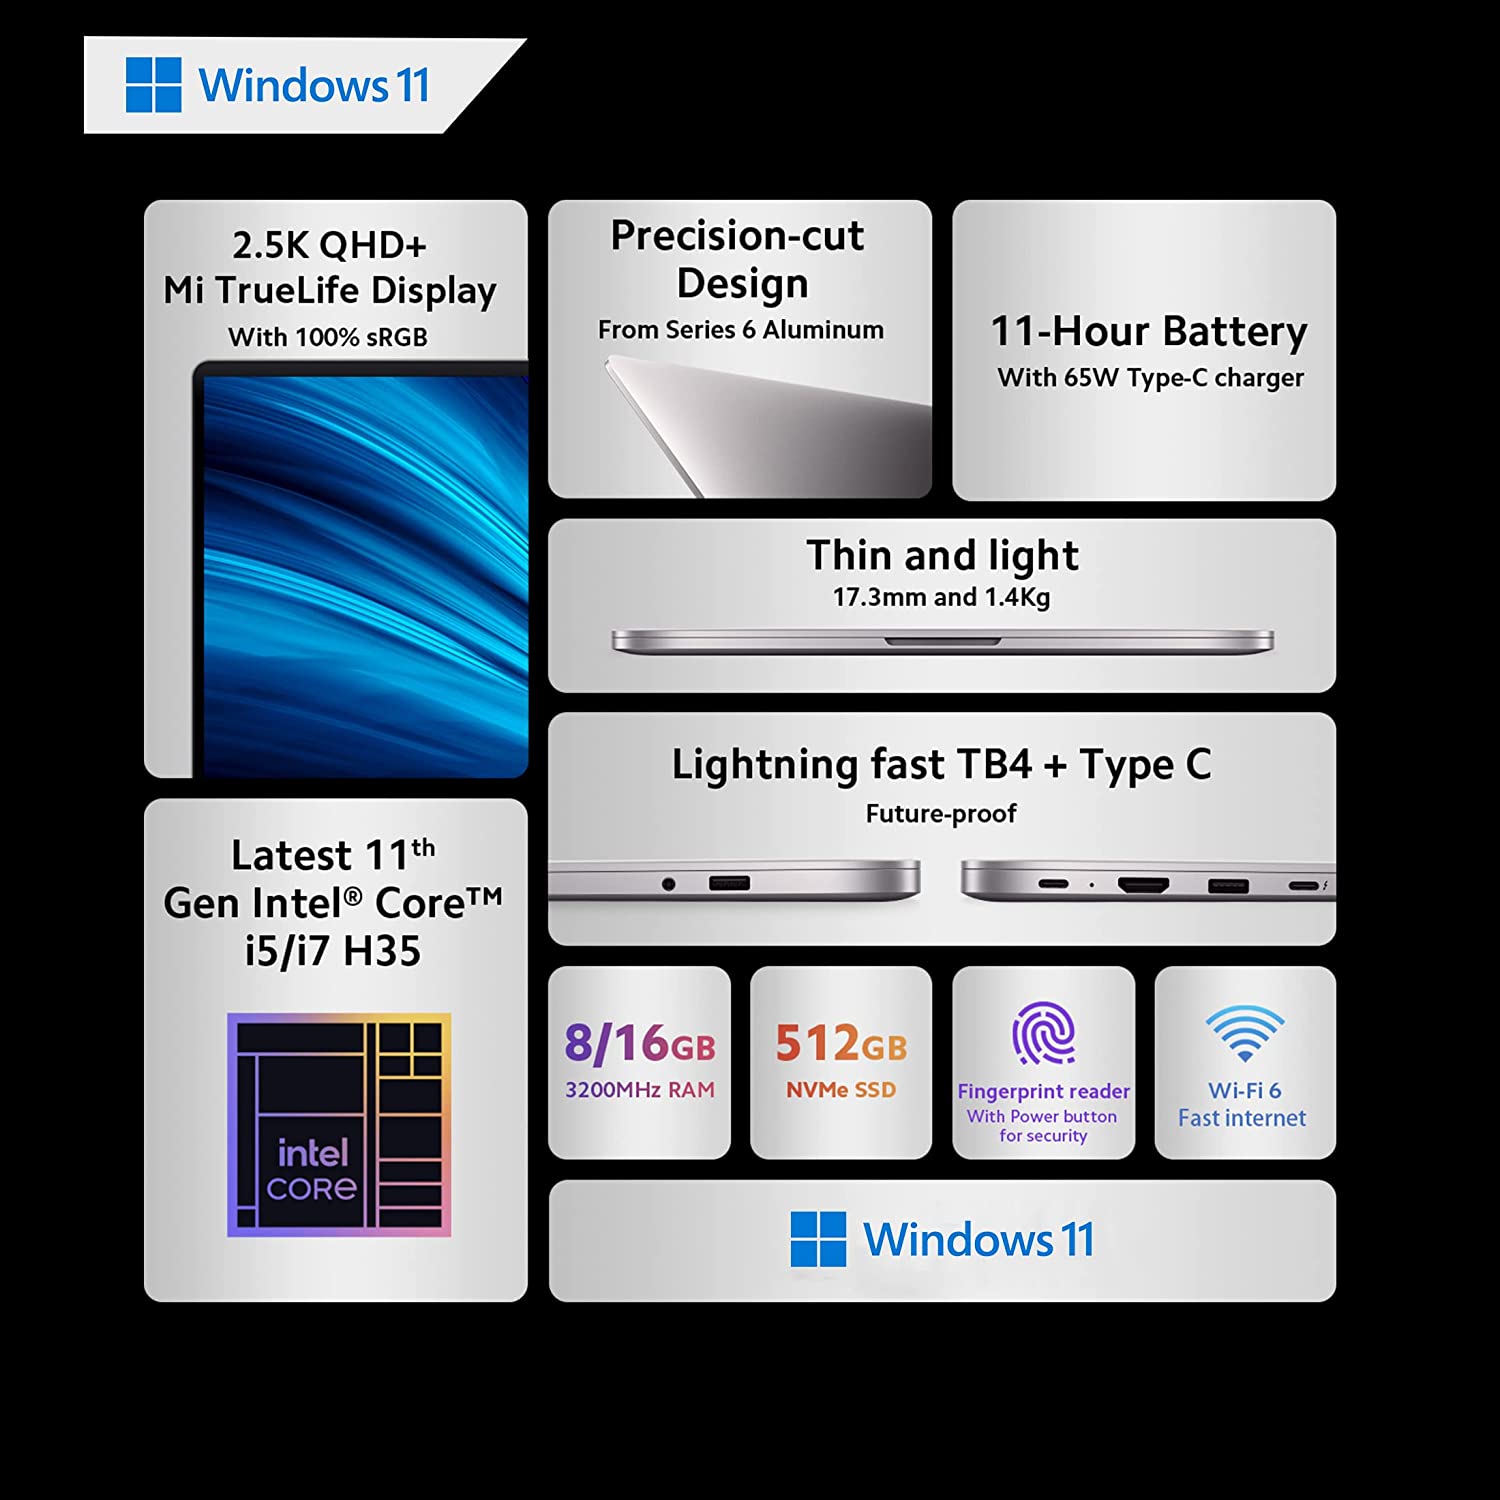 Windows 11
2.5K QHD+
Mi TrueLife Display
With 100% sRGB
Precision-cut
Design
From Series 6 Aluminum
11-Hour Battery
With 65W Type-C charger
Thin and light
17.3mm and 1.4Kg
Lightning fast TB4 + Type C
Future-proof
Latest 11th
Gen Intel® Core™
i5/i7 H35
intel
CORe
8/16GB
3200MHz RAM
512GB
NVMe SSD
Fingerprint reader
With Power button
for security
Wi-Fi 6
Fast internet
Windows 11